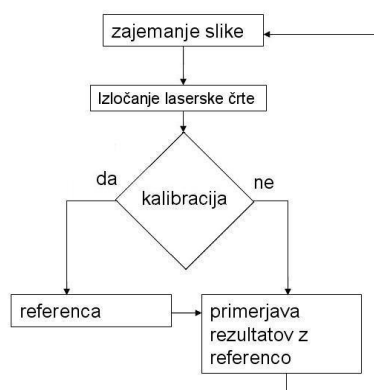 zajemanje slike
Izločanje laserske črte
da
ne
kalibracija
referenca
primerjava
rezultatov z
referenco